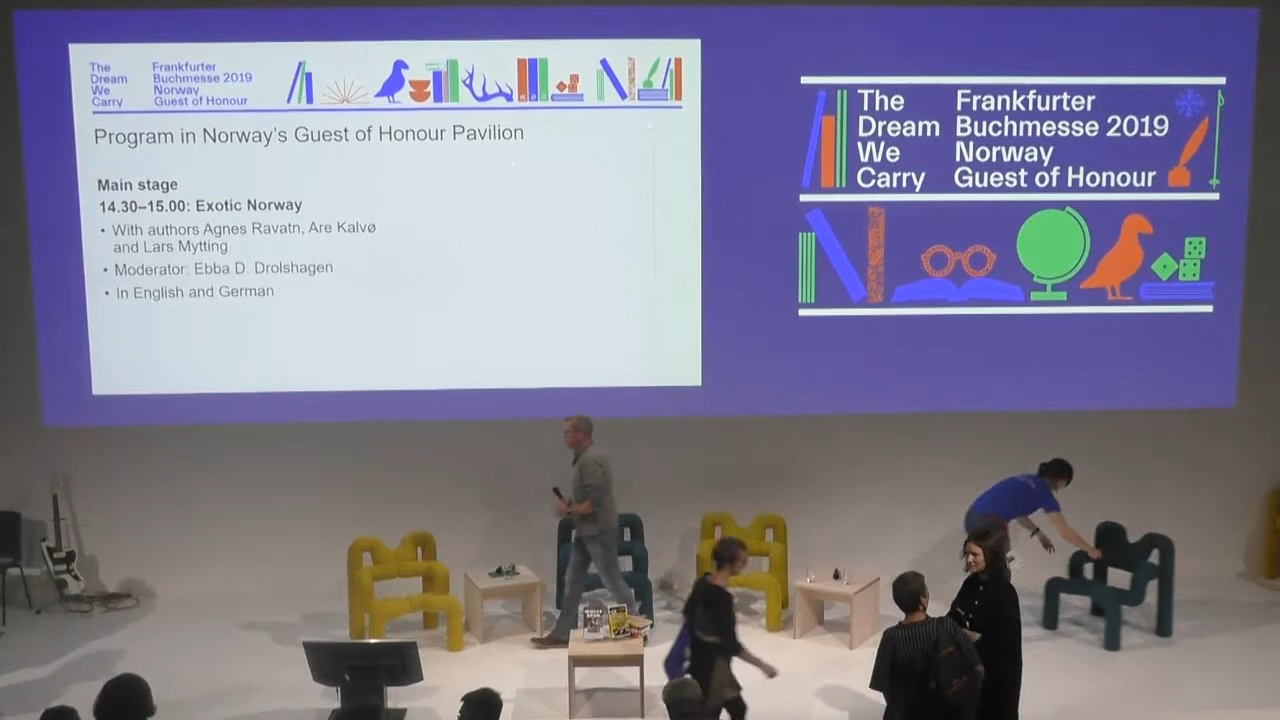 The Dream We Carry
Frankfurter Buchmesse 2019 Norway Guest of Honour
Program in Norway's Guest of Honour Pavilion
Main stage
14.30–15.00: Exotic Norway
• With authors Agnes Ravatn, Are Kalvø
and Lars Mytting
• Moderator: Ebba D. Drolshagen
• In English and German
The Frankfurter
Dream Buchmesse 2019
We Norway
Carry Guest of Honour